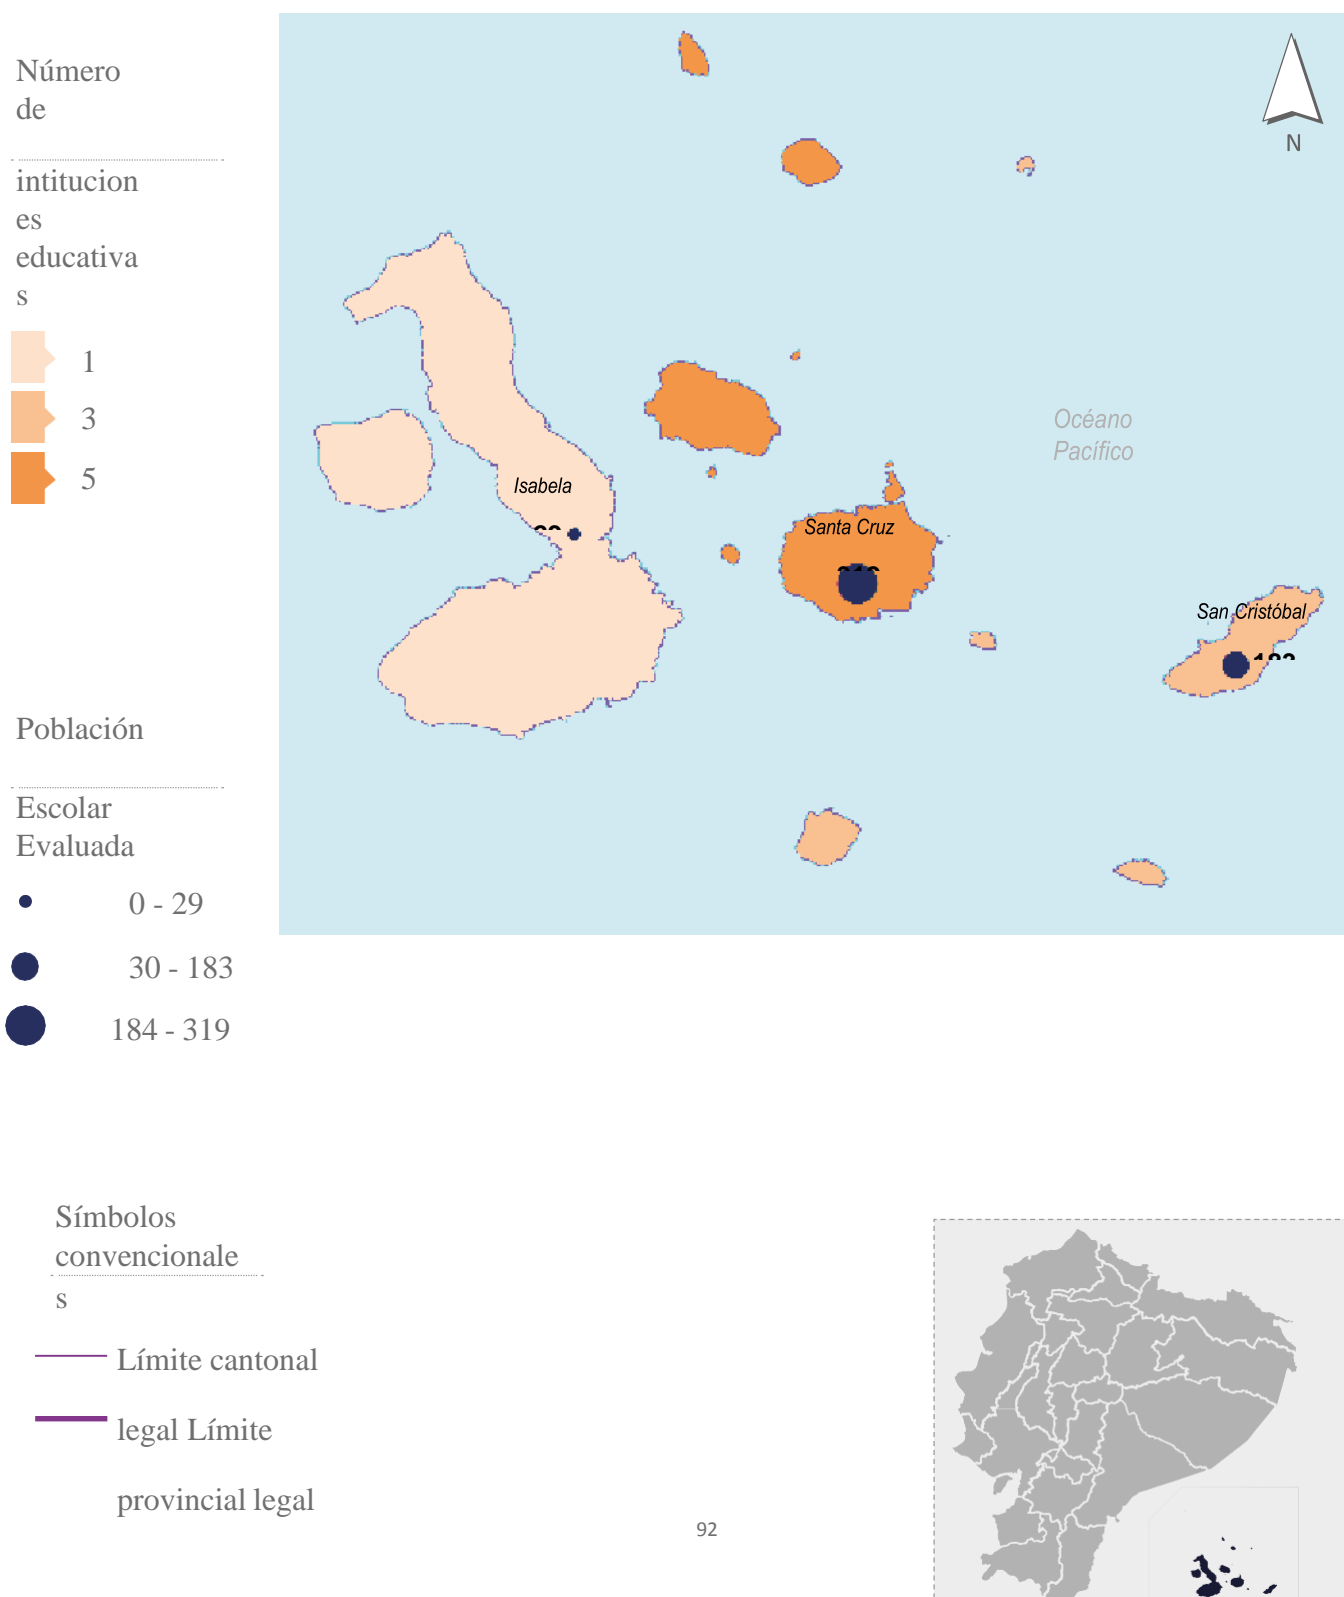 Número
de
intitucion
es
educativa
s
1
3
5
Población
Escolar
Evaluada
0 - 29
30 - 183
184 - 319
N
Océano
Pacífico
Isabela
Santa Cruz
San Cristóbal
183
Símbolos
convencionale
s
Límite cantonal
legal Límite
provincial legal
92